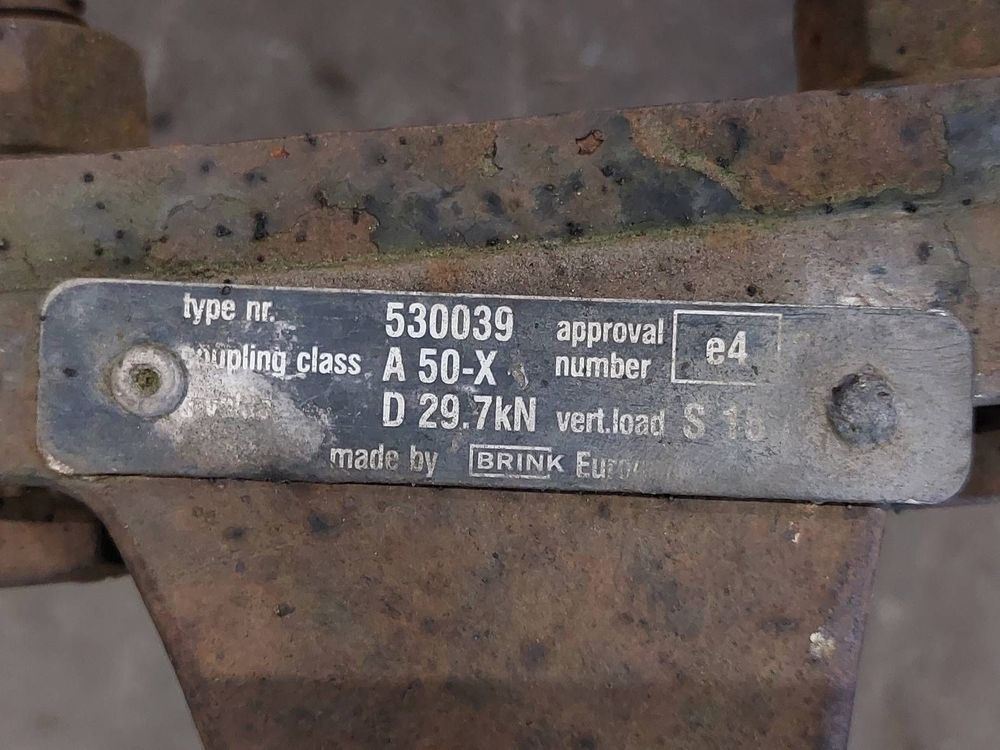 type nr. 530039 approval number e4
coupling class A 50-X
D 29.7kN vert.load S
made by BRINK